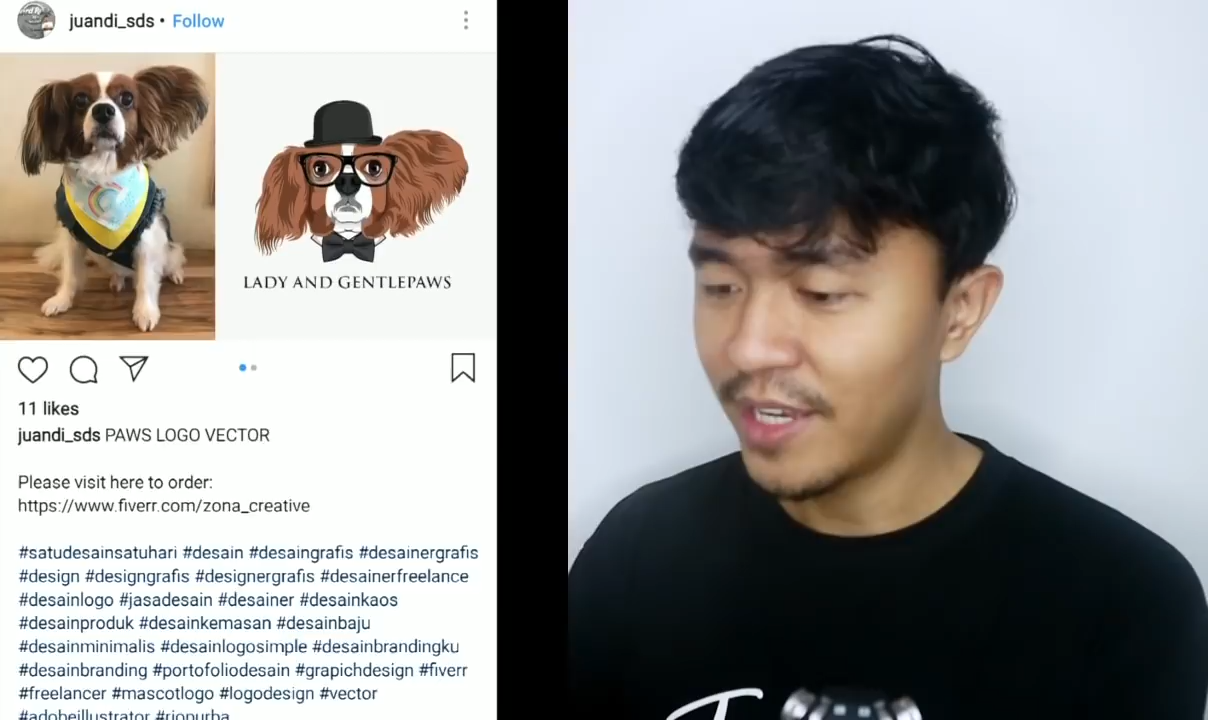 juandi_sds • Follow
LADY AND GENTLEPAWS
11 likes
juandi_sds PAWS LOGO VECTOR
Please visit here to order:
https://www.fiverr.com/zona_creative
#satudesainsatuhari #desain #desaingrafis #desainergrafis
#design #designgrafis #designergrafis #desainerfreelance
#desainlogo #jasadesain #desainer #desainkaos
#desainproduk #desainkemasan #desainbaju
#desainminimalis #desainlogosimple #desainbrandingku
#desainbranding #portofoliodesain #grapichdesign #fiverr
#freelancer #mascotlogo #logodesign #vector
#adobeillustrator #riopurba